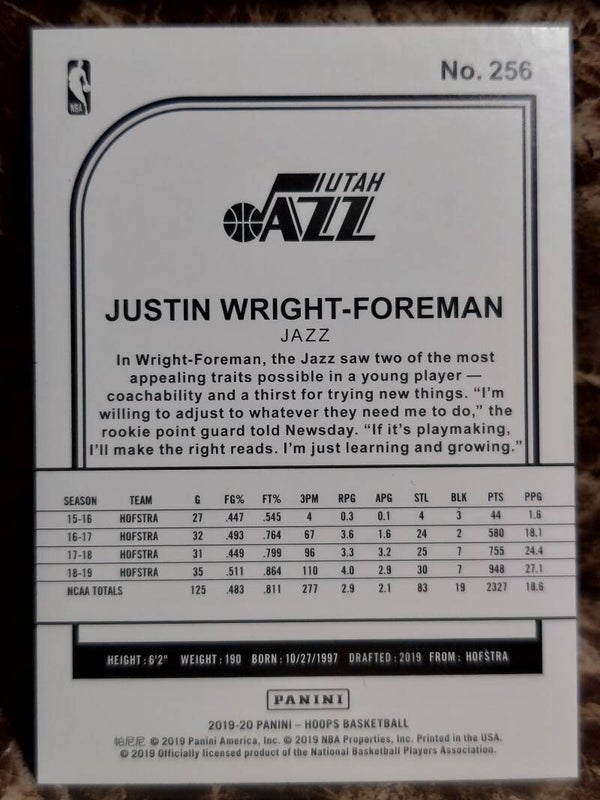 No. 256
NBA
UTAH
JAZZ
JUSTIN WRIGHT-FOREMAN
JAZZ
In Wright-Foreman, the Jazz saw two of the most
appealing traits possible in a young player —
coachability and a thirst for trying new things. “I’m
willing to adjust to whatever they need me to do,” the
rookie point guard told Newsday. “If it’s playmaking,
I’ll make the right reads. I’m just learning and growing.”
SEASON TEAM G FG% FT% 3PM RPG APG STL BLK PTS PPG
15-16 HOFSTRA 27 .447 .545 4 0.3 0.1 4 3 44 1.6
16-17 HOFSTRA 32 .493 .764 67 3.6 1.6 24 2 580 18.1
17-18 HOFSTRA 31 .449 .799 96 3.3 3.2 25 7 755 24.4
18-19 HOFSTRA 35 .511 .864 110 4.0 2.9 30 7 948 27.1
NCAA TOTALS 125 .483 .811 277 2.9 2.1 83 19 2327 18.6
HEIGHT: 6'2" WEIGHT: 190 BORN: 10/27/1997 DRAFTED: 2019 FROM: HOFSTRA
PANINI
2019-20 PANINI – HOOPS BASKETBALL
帕尼尼 © 2019 Panini America, Inc. © 2019 NBA Properties, Inc. Printed in the USA.
© 2019 Officially licensed product of the National Basketball Players Association.